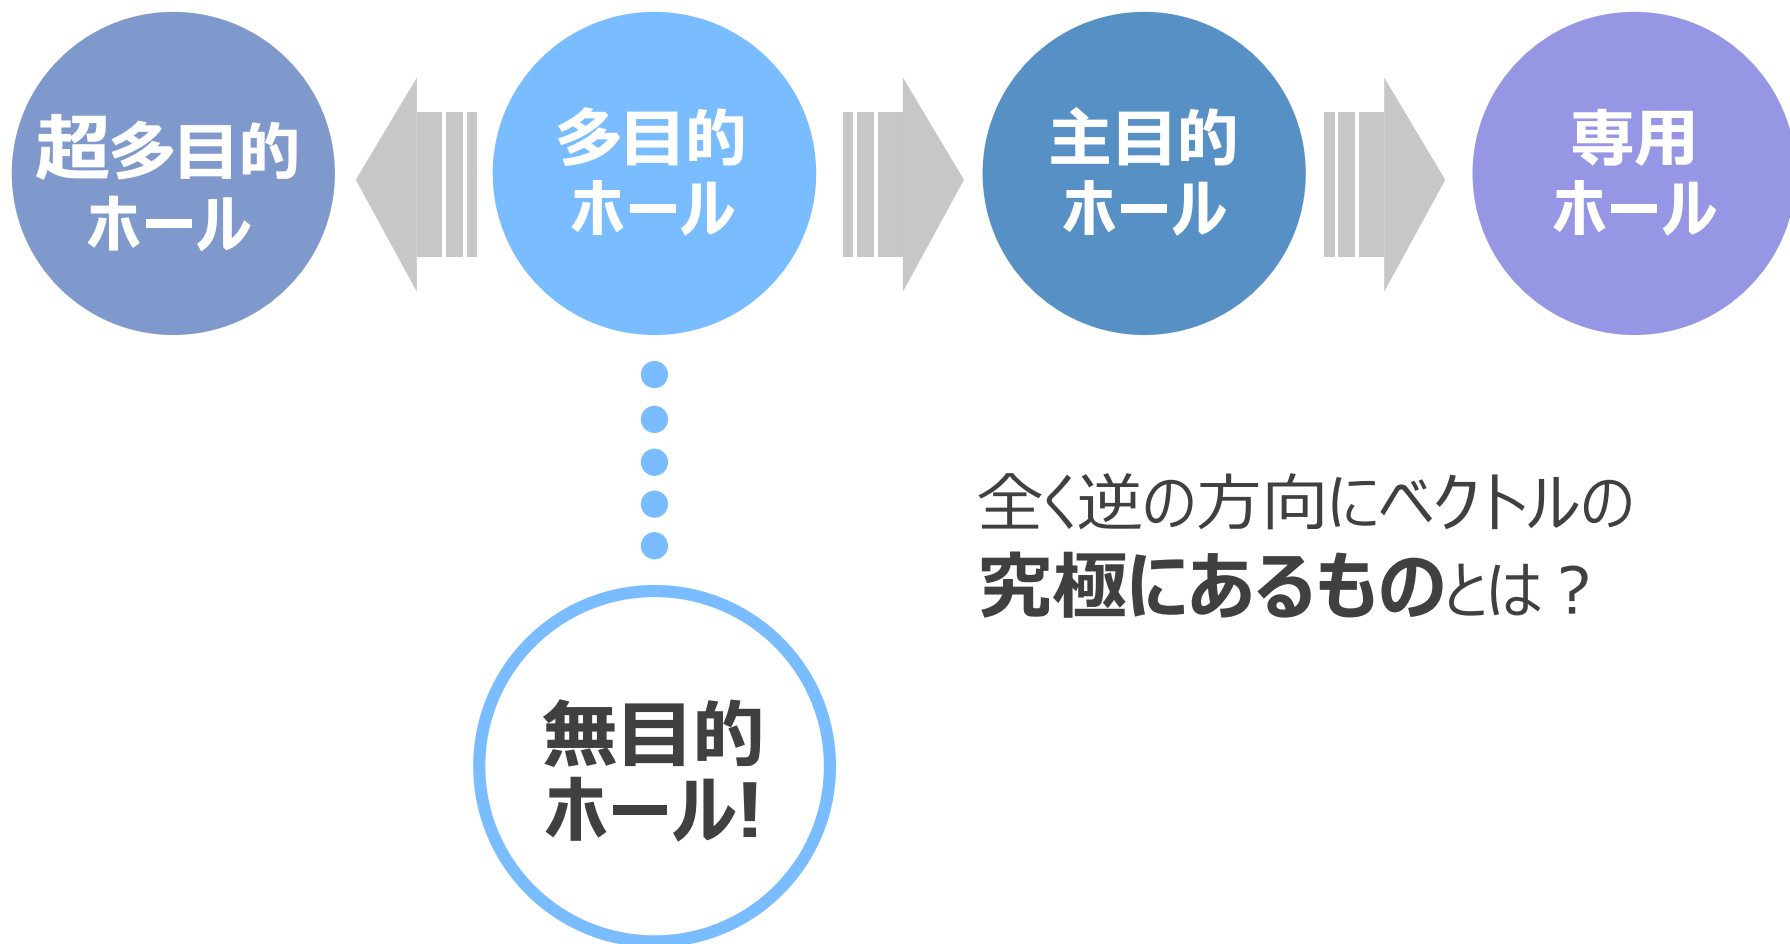 超多目的
ホール
多目的
ホール
主目的
ホール
専用
ホール
全く逆の方向にベクトルの
究極にあるものとは？
無目的
ホール!